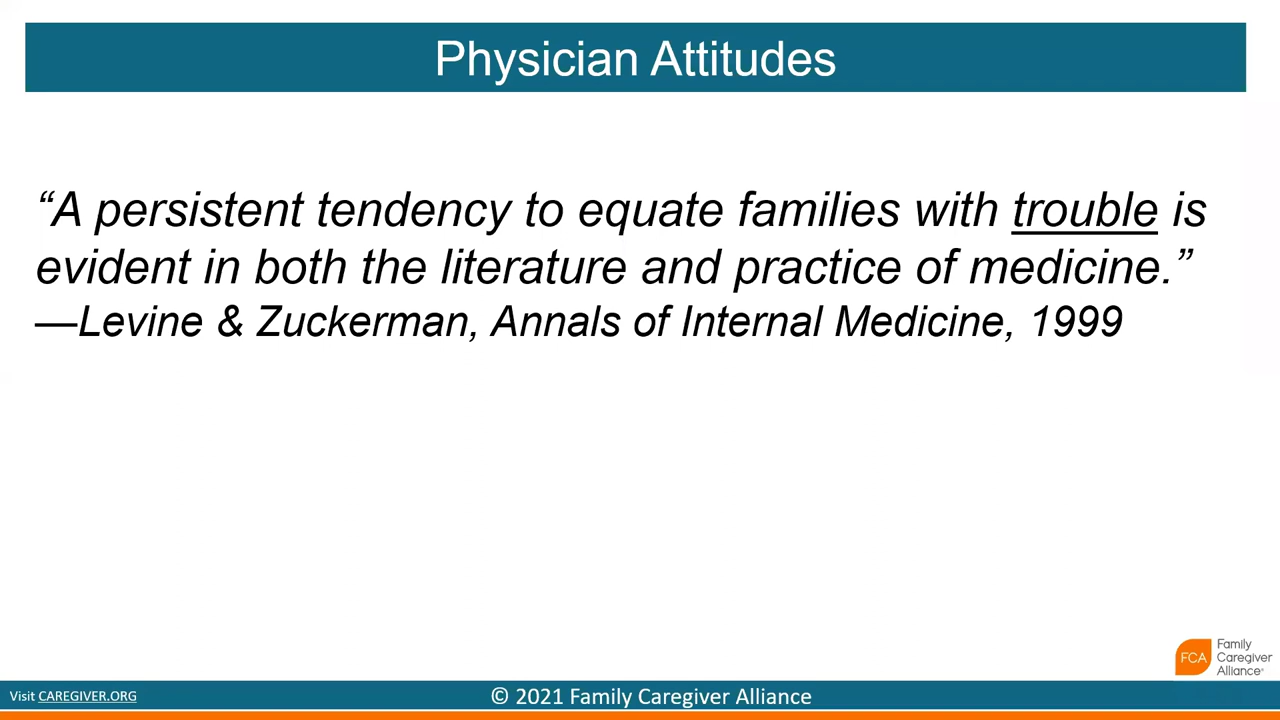 Physician Attitudes
“A persistent tendency to equate families with trouble is
evident in both the literature and practice of medicine.”
—Levine & Zuckerman, Annals of Internal Medicine, 1999
FCA
Family
Caregiver
Alliance®
Visit CAREGIVER.ORG
© 2021 Family Caregiver Alliance